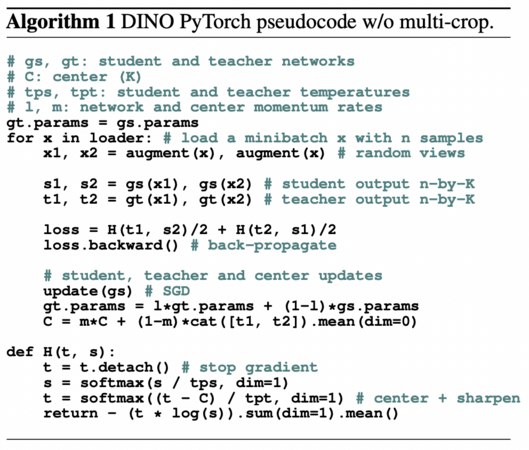 Algorithm 1 DINO PyTorch pseudocode w/o multi-crop.
# gs, gt: student and teacher networks
# C: center (K)
# tps, tpt: student and teacher temperatures
# l, m: network and center momentum rates
gt.params = gs.params
for x in loader: # load a minibatch x with n samples
    x1, x2 = augment(x), augment(x) # random views

    s1, s2 = gs(x1), gs(x2) # student output n-by-K
    t1, t2 = gt(x1), gt(x2) # teacher output n-by-K

    loss = H(t1, s2)/2 + H(t2, s1)/2
    loss.backward() # back-propagate

    # student, teacher and center updates
    update(gs) # SGD
    gt.params = l*gt.params + (1-l)*gs.params
    C = m*C + (1-m)*cat([t1, t2]).mean(dim=0)

def H(t, s):
    t = t.detach() # stop gradient
    s = softmax(s / tps, dim=1)
    t = softmax((t - C) / tpt, dim=1) # center + sharpen
    return - (t * log(s)).sum(dim=1).mean()